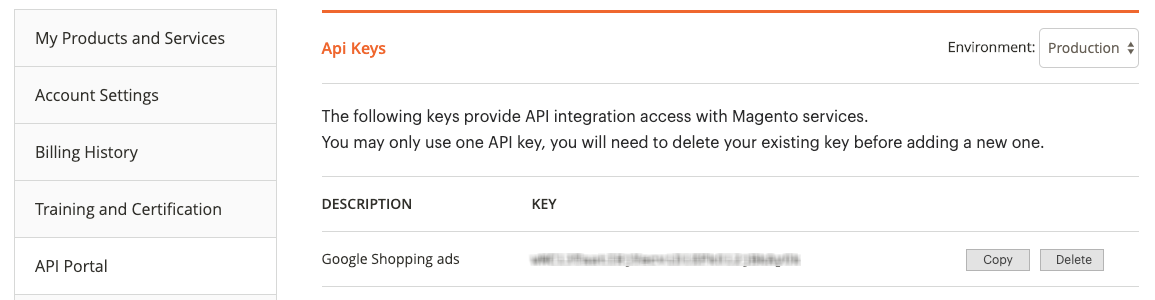 My Products and Services
Account Settings
Billing History
Training and Certification
API Portal
Api Keys
Environment: Production
The following keys provide API integration access with Magento services.
You may only use one API key, you will need to delete your existing key before adding a new one.
DESCRIPTION KEY
Google Shopping ads Copy Delete